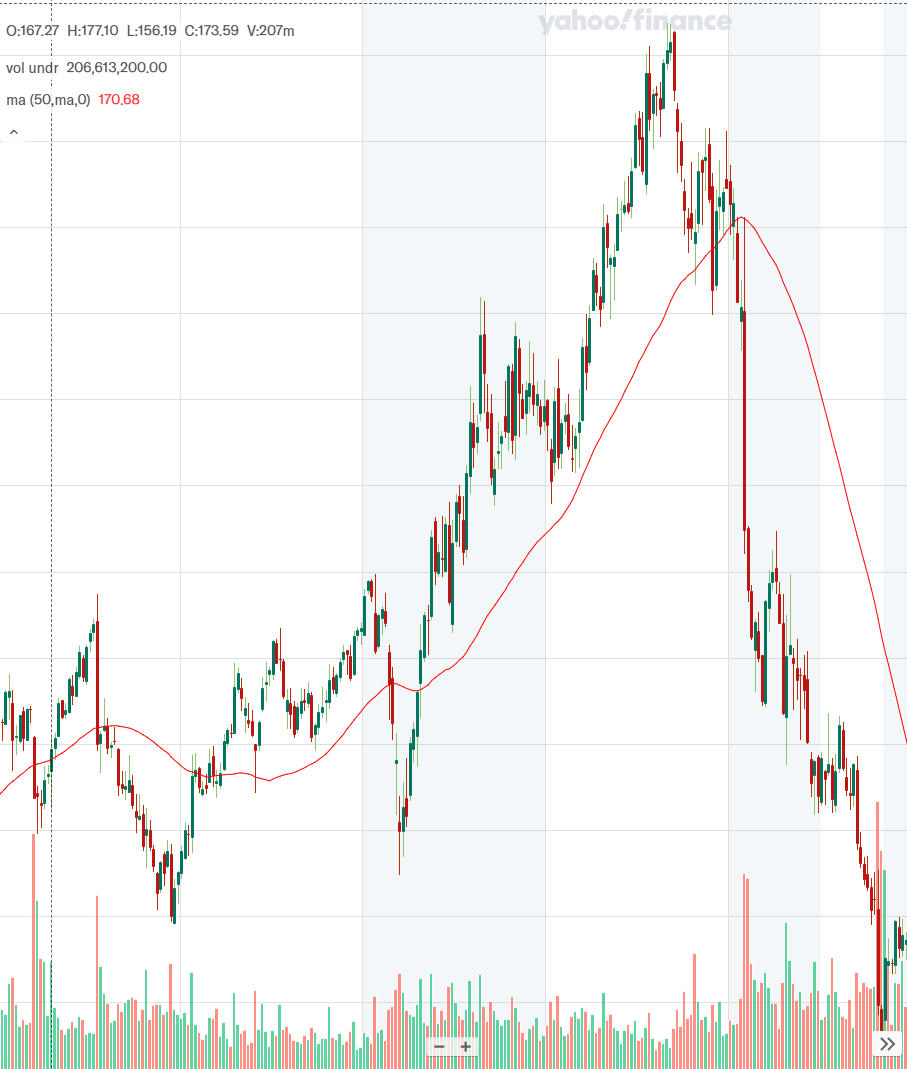 yahoo!finance
O:167.27 H:177.10 L:156.19 C:173.59 V:207m
vol undr 206,613,200.00
ma (50,ma,0) 170.68